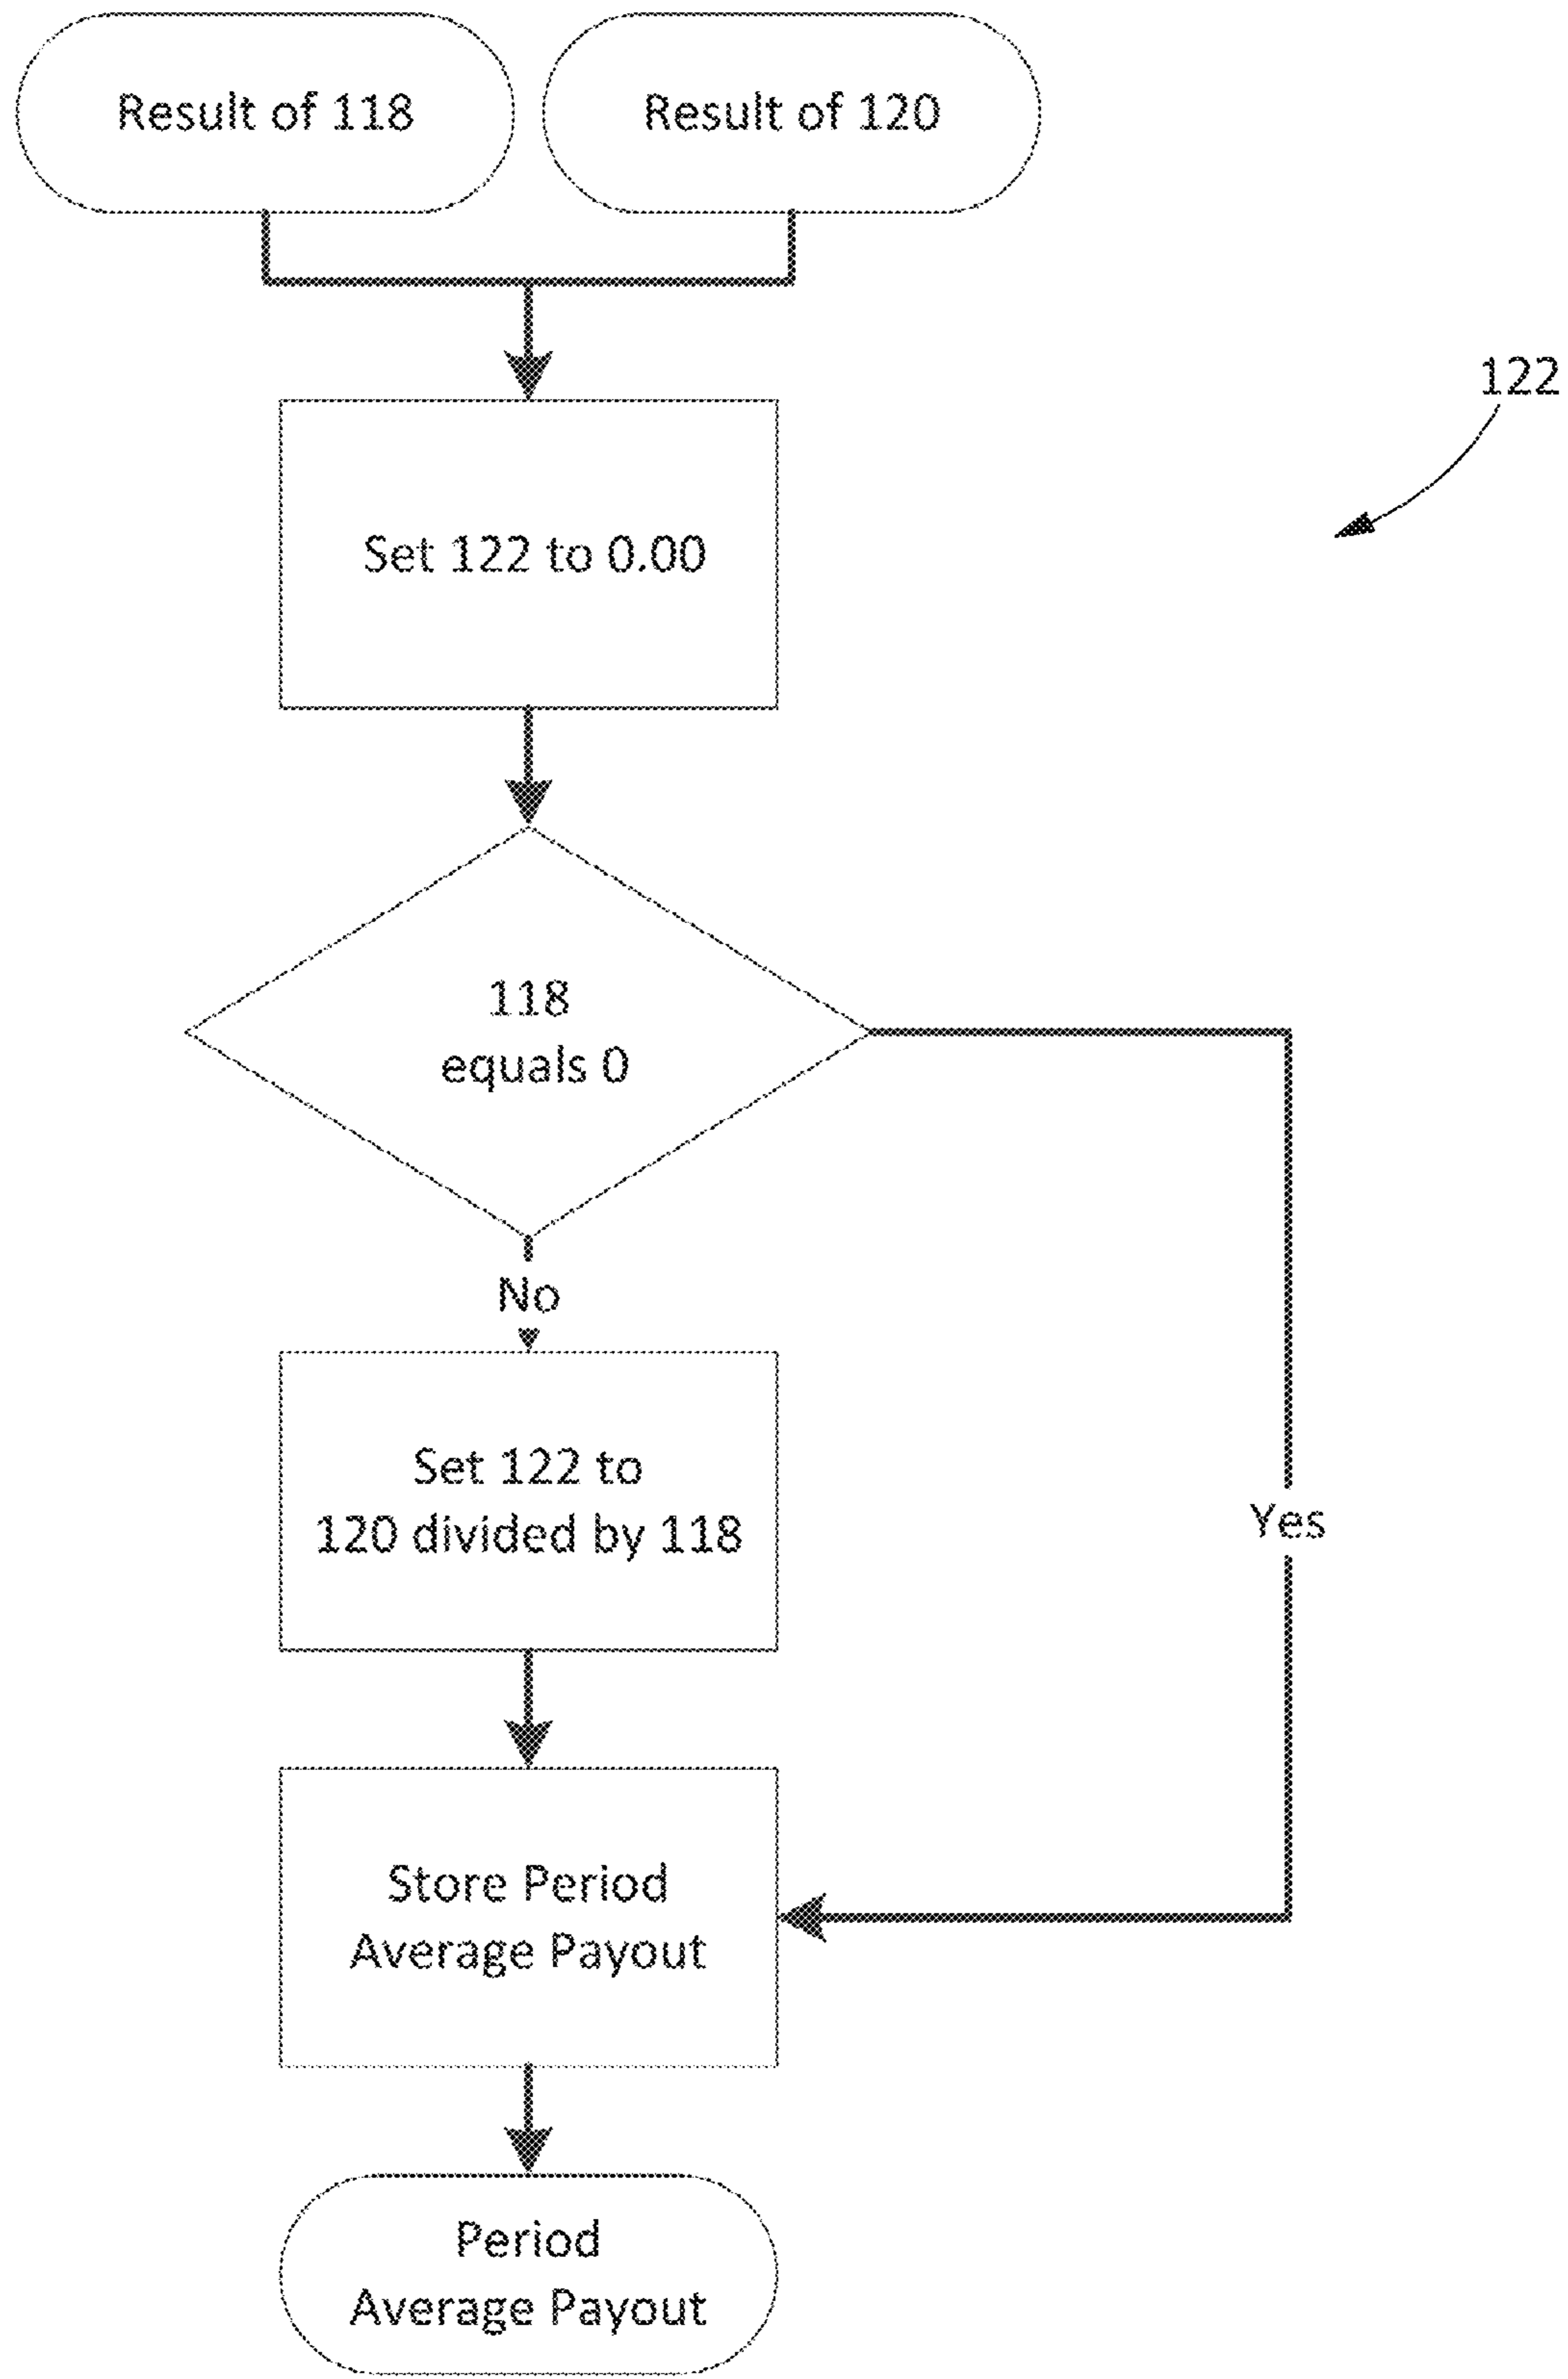 Result of 118
Result of 120
122
Set 122 to 0.00
118
equals 0
No
Set 122 to
120 divided by 118
Yes
Store Period
Average Payout
Period
Average Payout